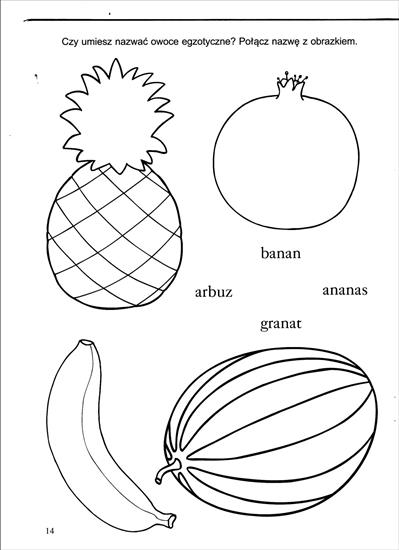 Czy umiesz nazwać owoce egzotyczne? Połącz nazwę z obrazkiem.
banan
arbuz ananas
granat
14